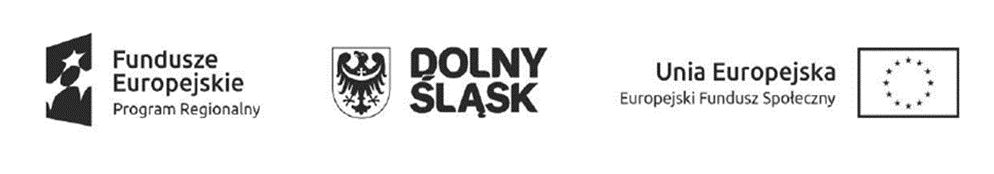 Fundusze
Europejskie
Program Regionalny
DOLNY
ŚLĄSK
Unia Europejska
Europejski Fundusz Społeczny